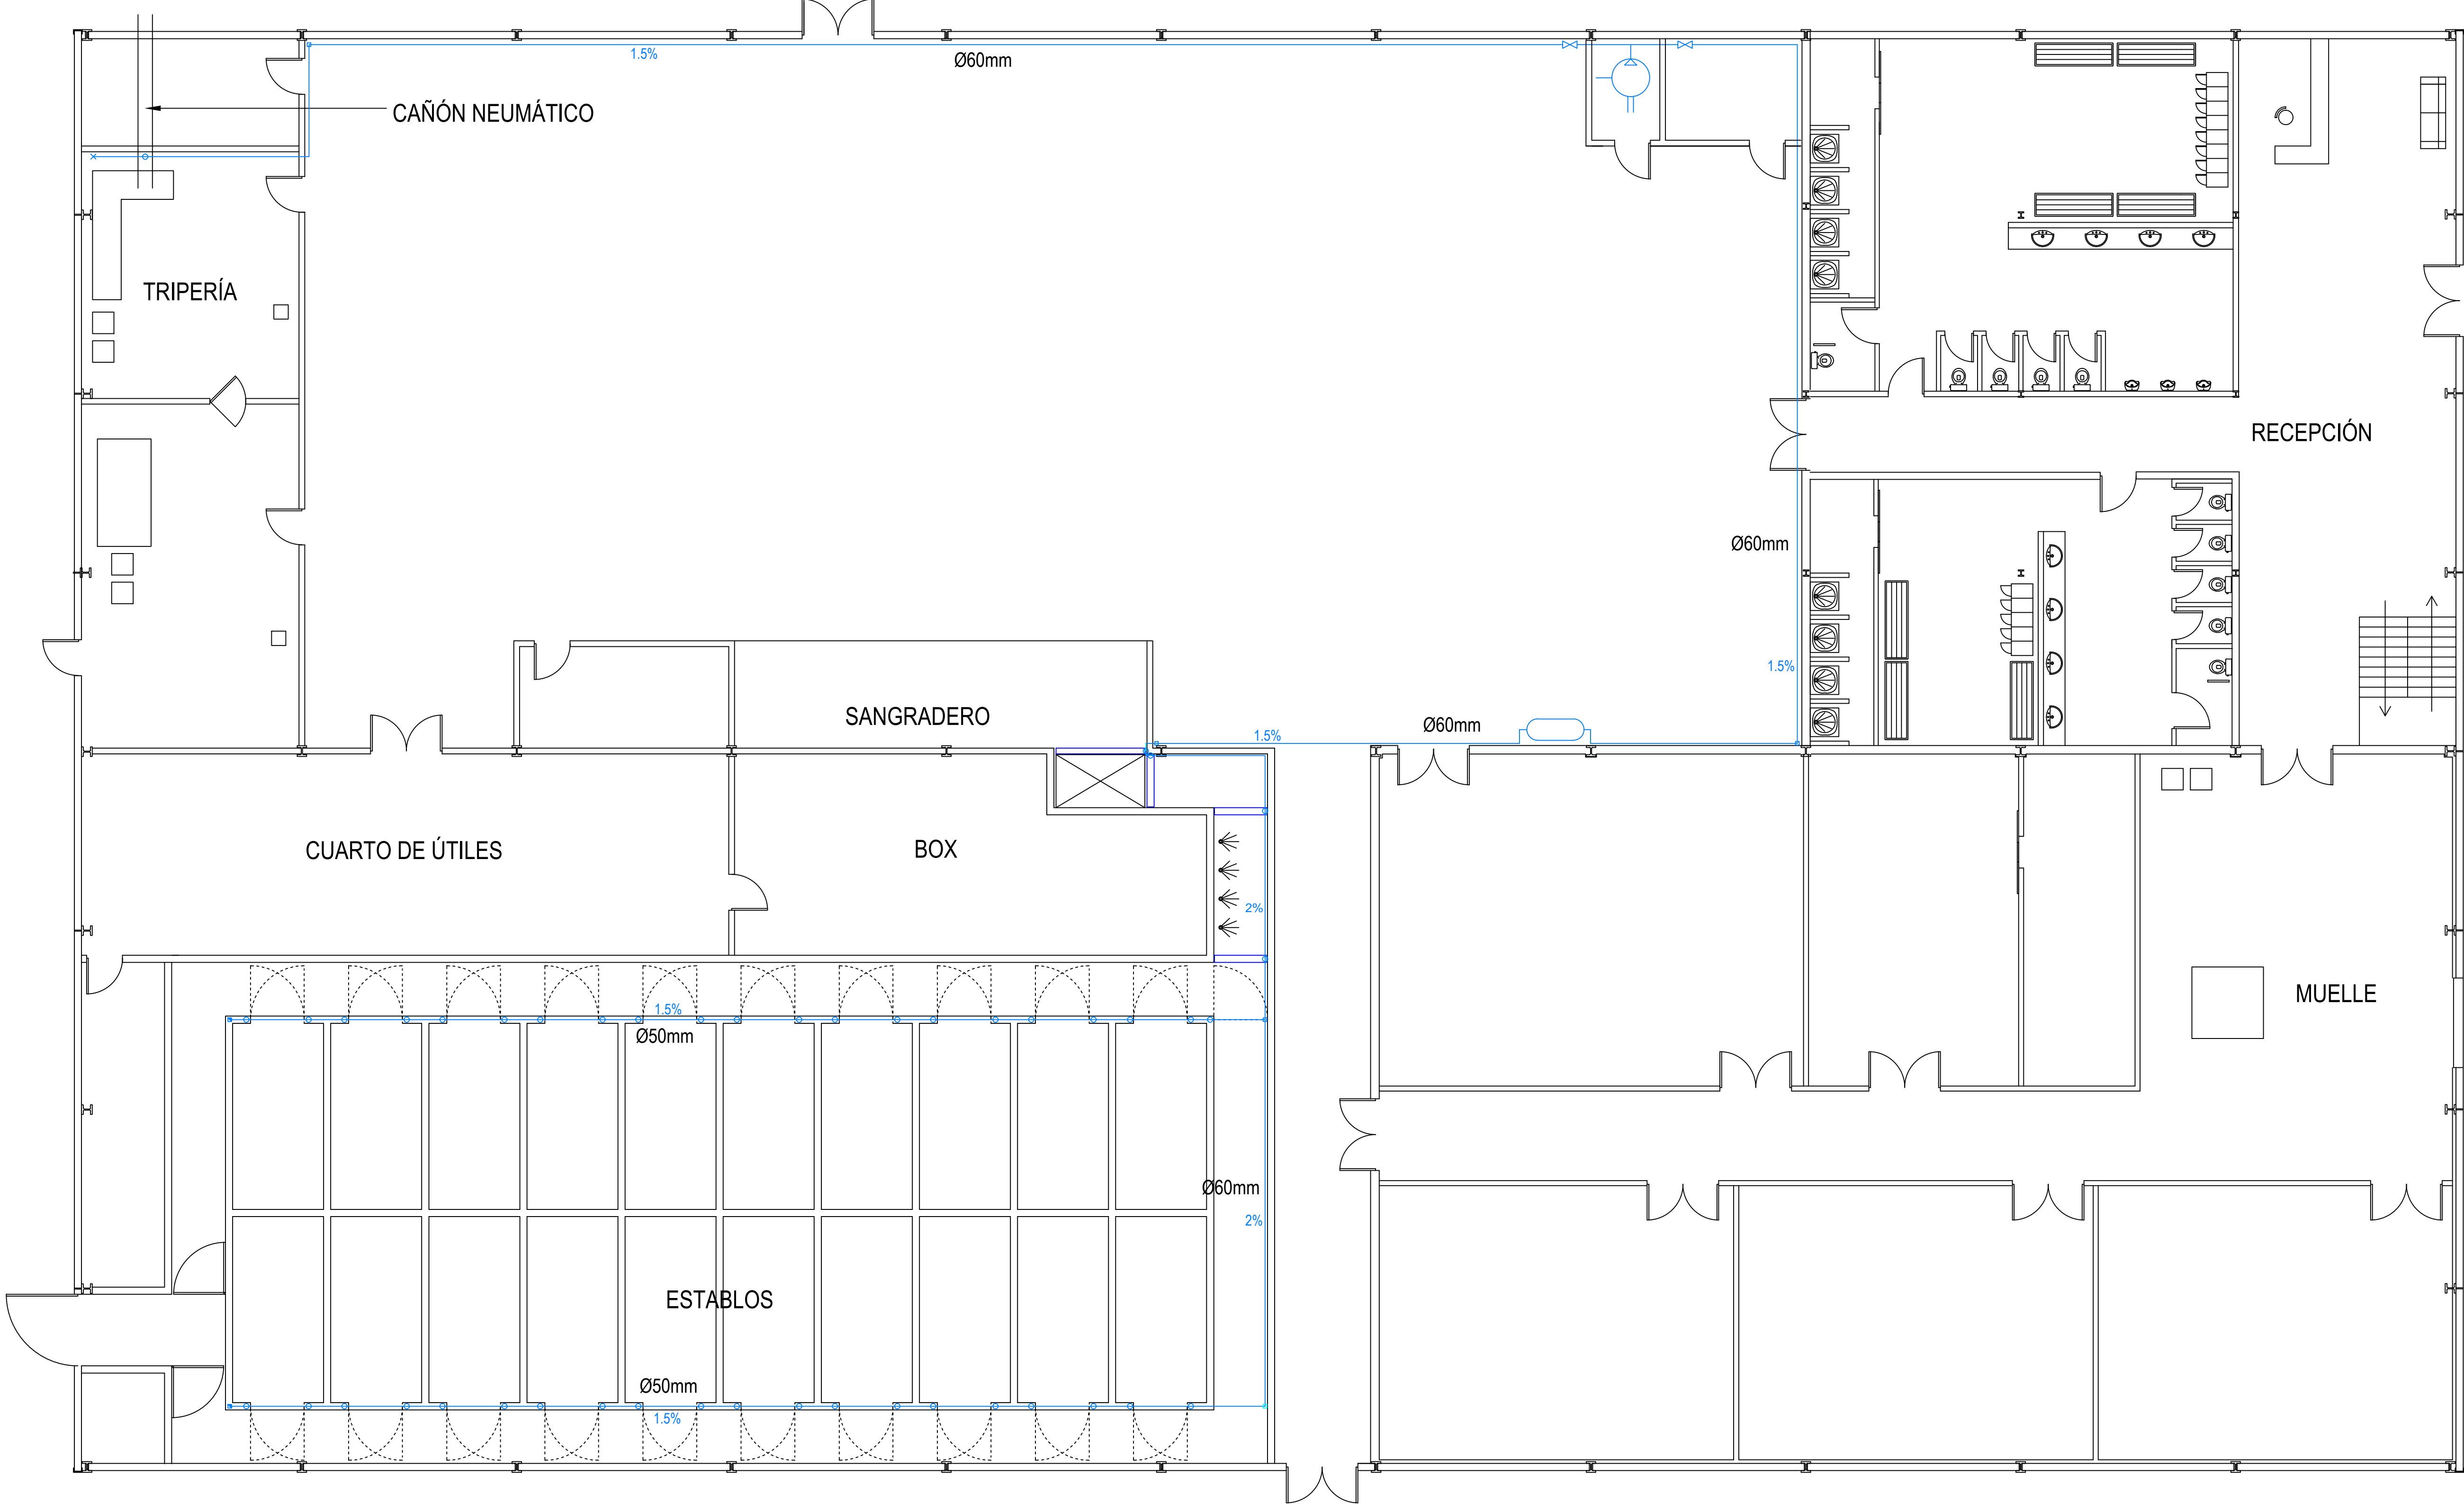 1.5%
Ø60mm
CAÑÓN NEUMÁTICO
TRIPERÍA
RECEPCIÓN
Ø60mm
1.5%
SANGRADERO
Ø60mm
1.5%
CUARTO DE ÚTILES
BOX
2%
MUELLE
1.5%
Ø50mm
Ø60mm
2%
ESTABLOS
Ø50mm
1.5%